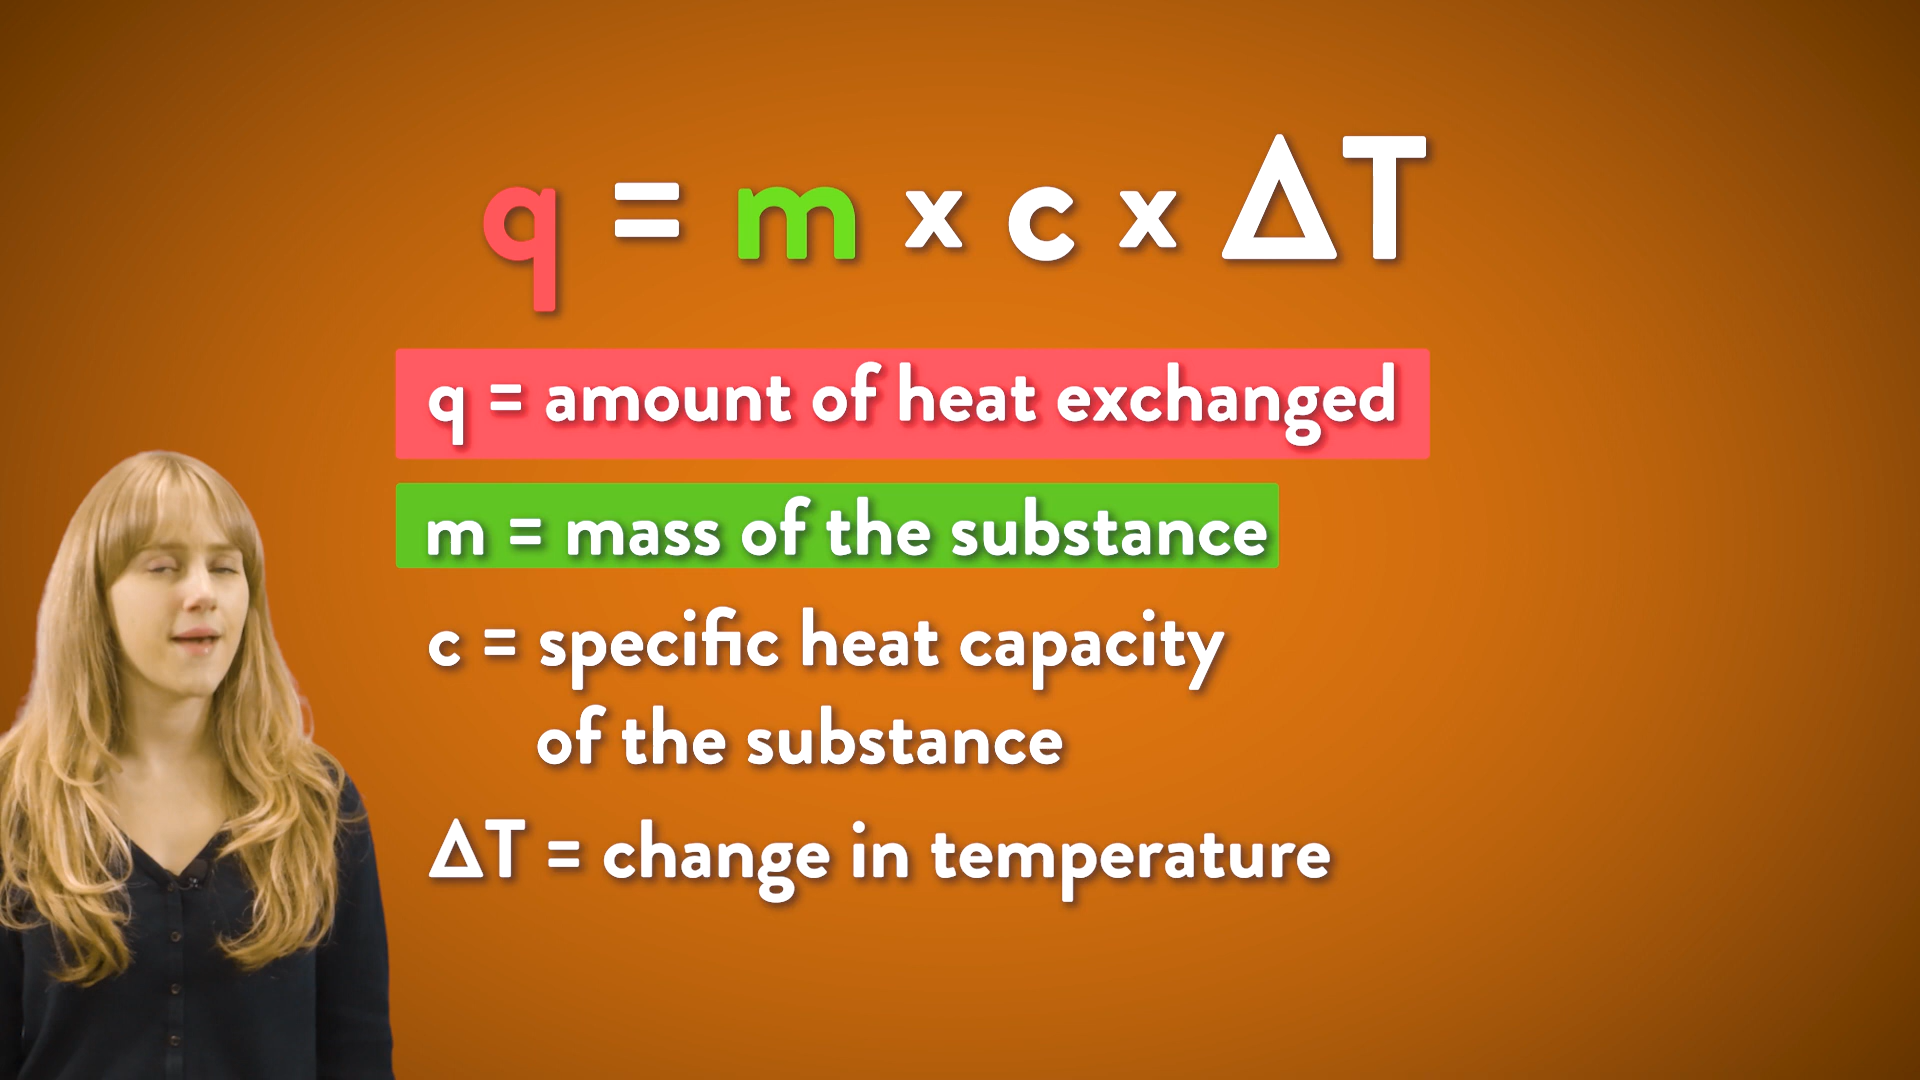 q = m x c x ΔT
q = amount of heat exchanged
m = mass of the substance
c = specific heat capacity
of the substance
ΔT = change in temperature